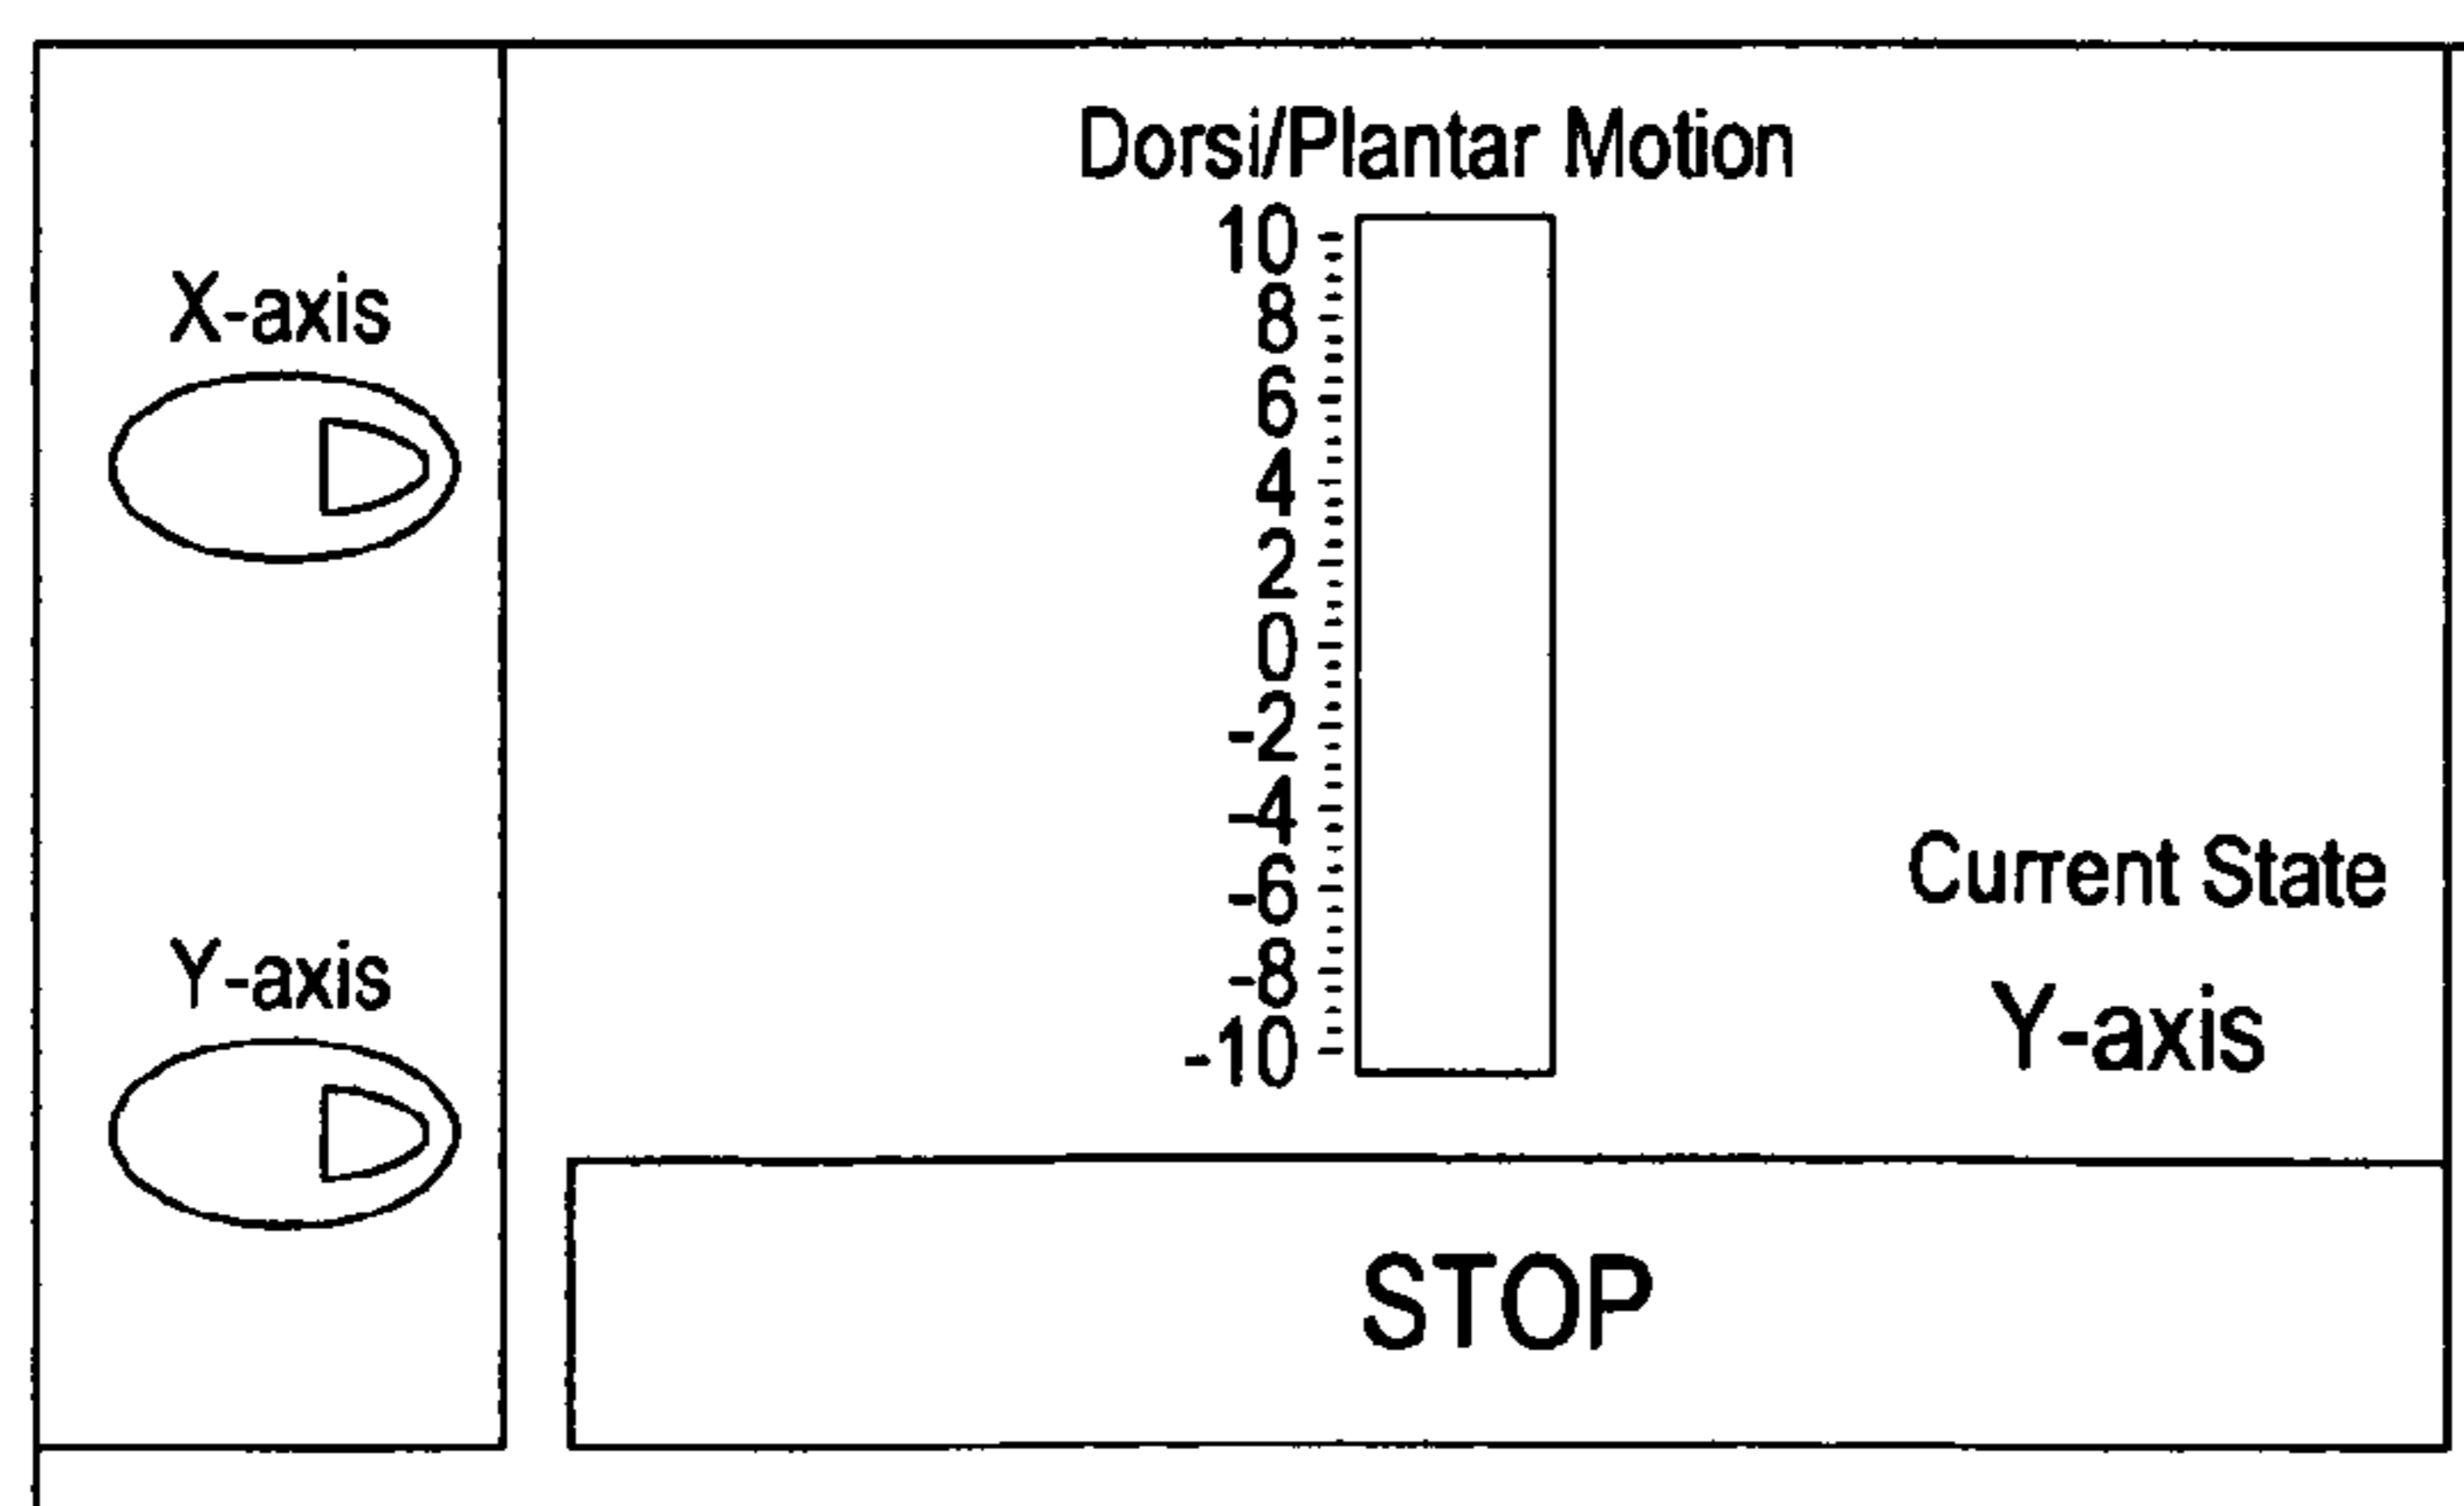 X-axis
Y-axis
Dorsi/Plantar Motion
10
8
6
4
2
0
-2
-4
-6
-8
-10
Current State
Y-axis
STOP